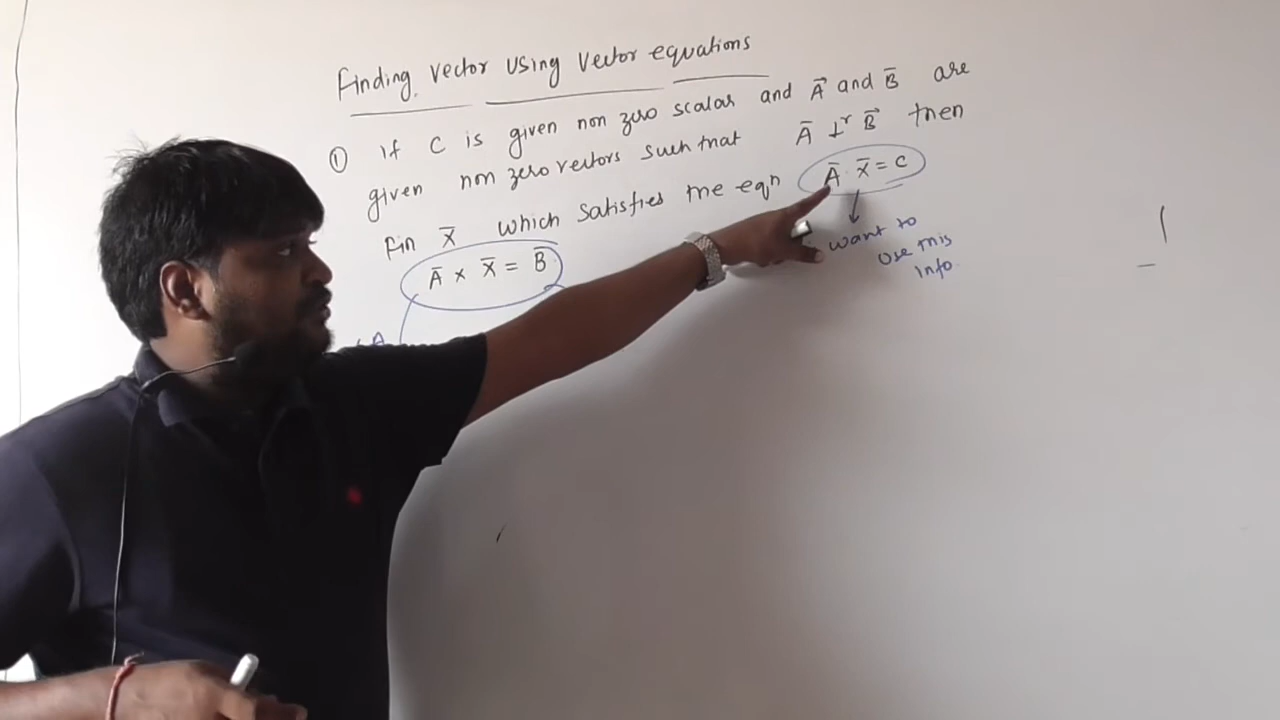 Finding vector using vector equations
① If C is given non zero scalar and A⃗ and B̄ are
given non zero vectors such that Ā ⊥ʳ B⃗ then
fin X̄ which satisfies the eqⁿ Ā · X̄ = C
Ā × X̄ = B̄
want to
use this
info